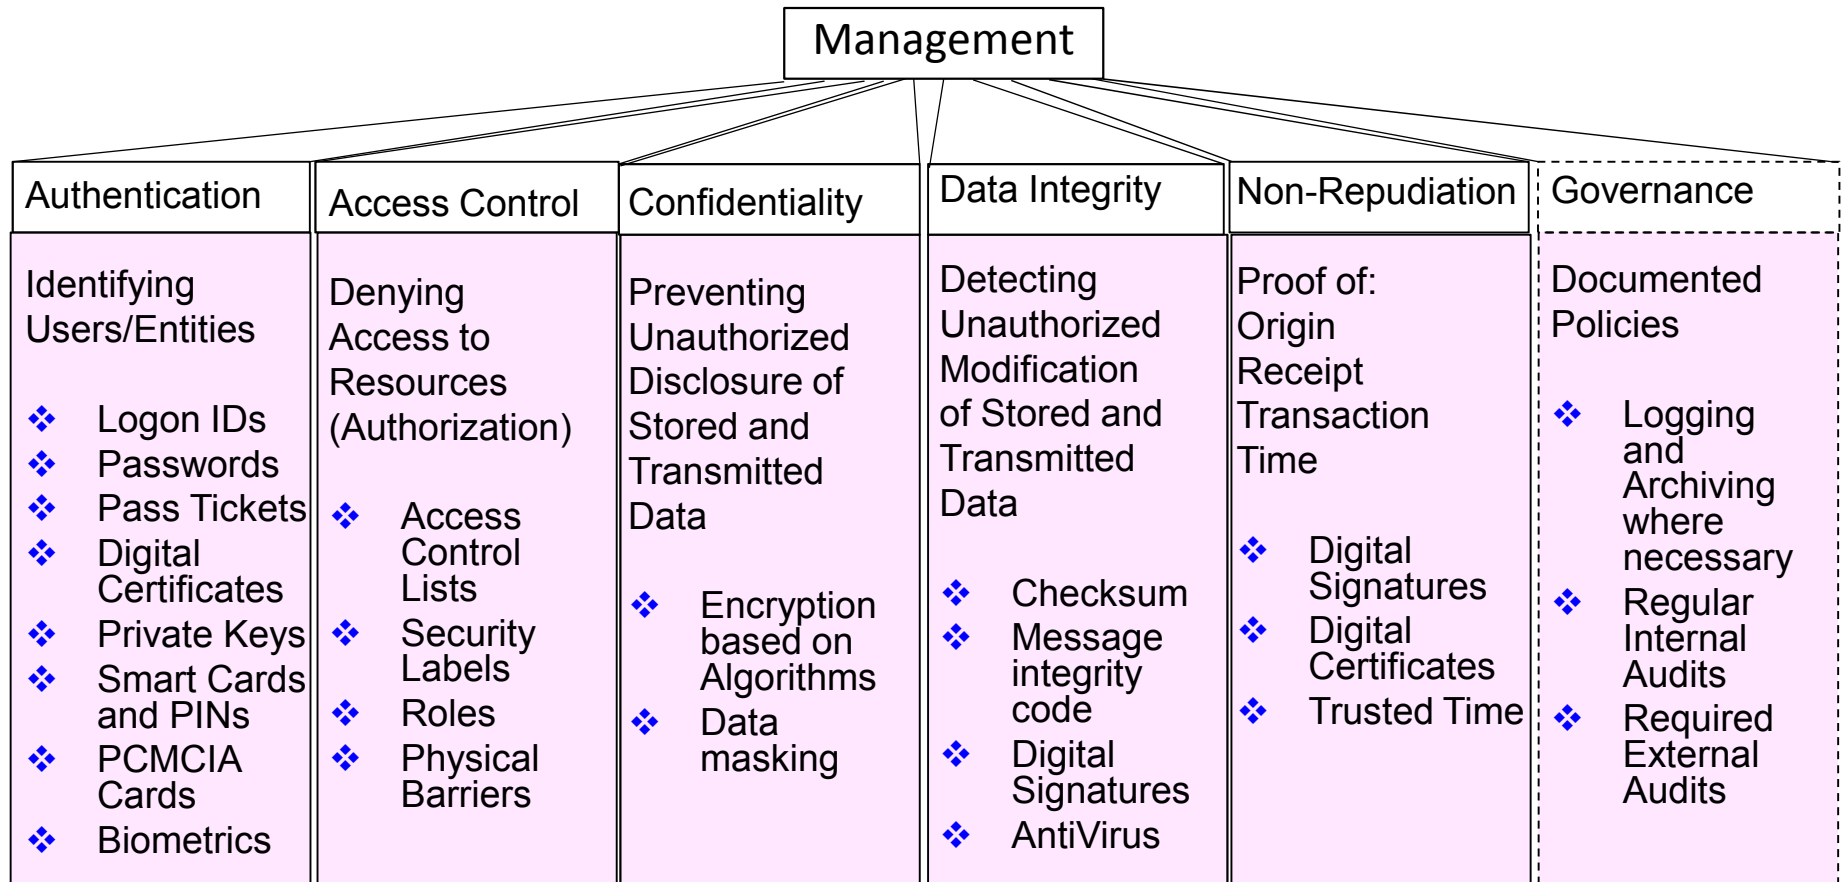 Management
Authentication
Identifying
Users/Entities
❖ Logon IDs
❖ Passwords
❖ Pass Tickets
❖ Digital
Certificates
❖ Private Keys
❖ Smart Cards
and PINs
❖ PCMCIA
Cards
❖ Biometrics
Access Control
Denying
Access to
Resources
(Authorization)
❖ Access
Control
Lists
❖ Security
Labels
❖ Roles
❖ Physical
Barriers
Confidentiality
Preventing
Unauthorized
Disclosure of
Stored and
Transmitted
Data
❖ Encryption
based on
Algorithms
❖ Data
masking
Data Integrity
Detecting
Unauthorized
Modification
of Stored and
Transmitted
Data
❖ Checksum
❖ Message
integrity
code
❖ Digital
Signatures
❖ AntiVirus
Non-Repudiation
Proof of:
Origin
Receipt
Transaction
Time
❖ Digital
Signatures
❖ Digital
Certificates
❖ Trusted Time
Governance
Documented
Policies
❖ Logging
and
Archiving
where
necessary
❖ Regular
Internal
Audits
❖ Required
External
Audits